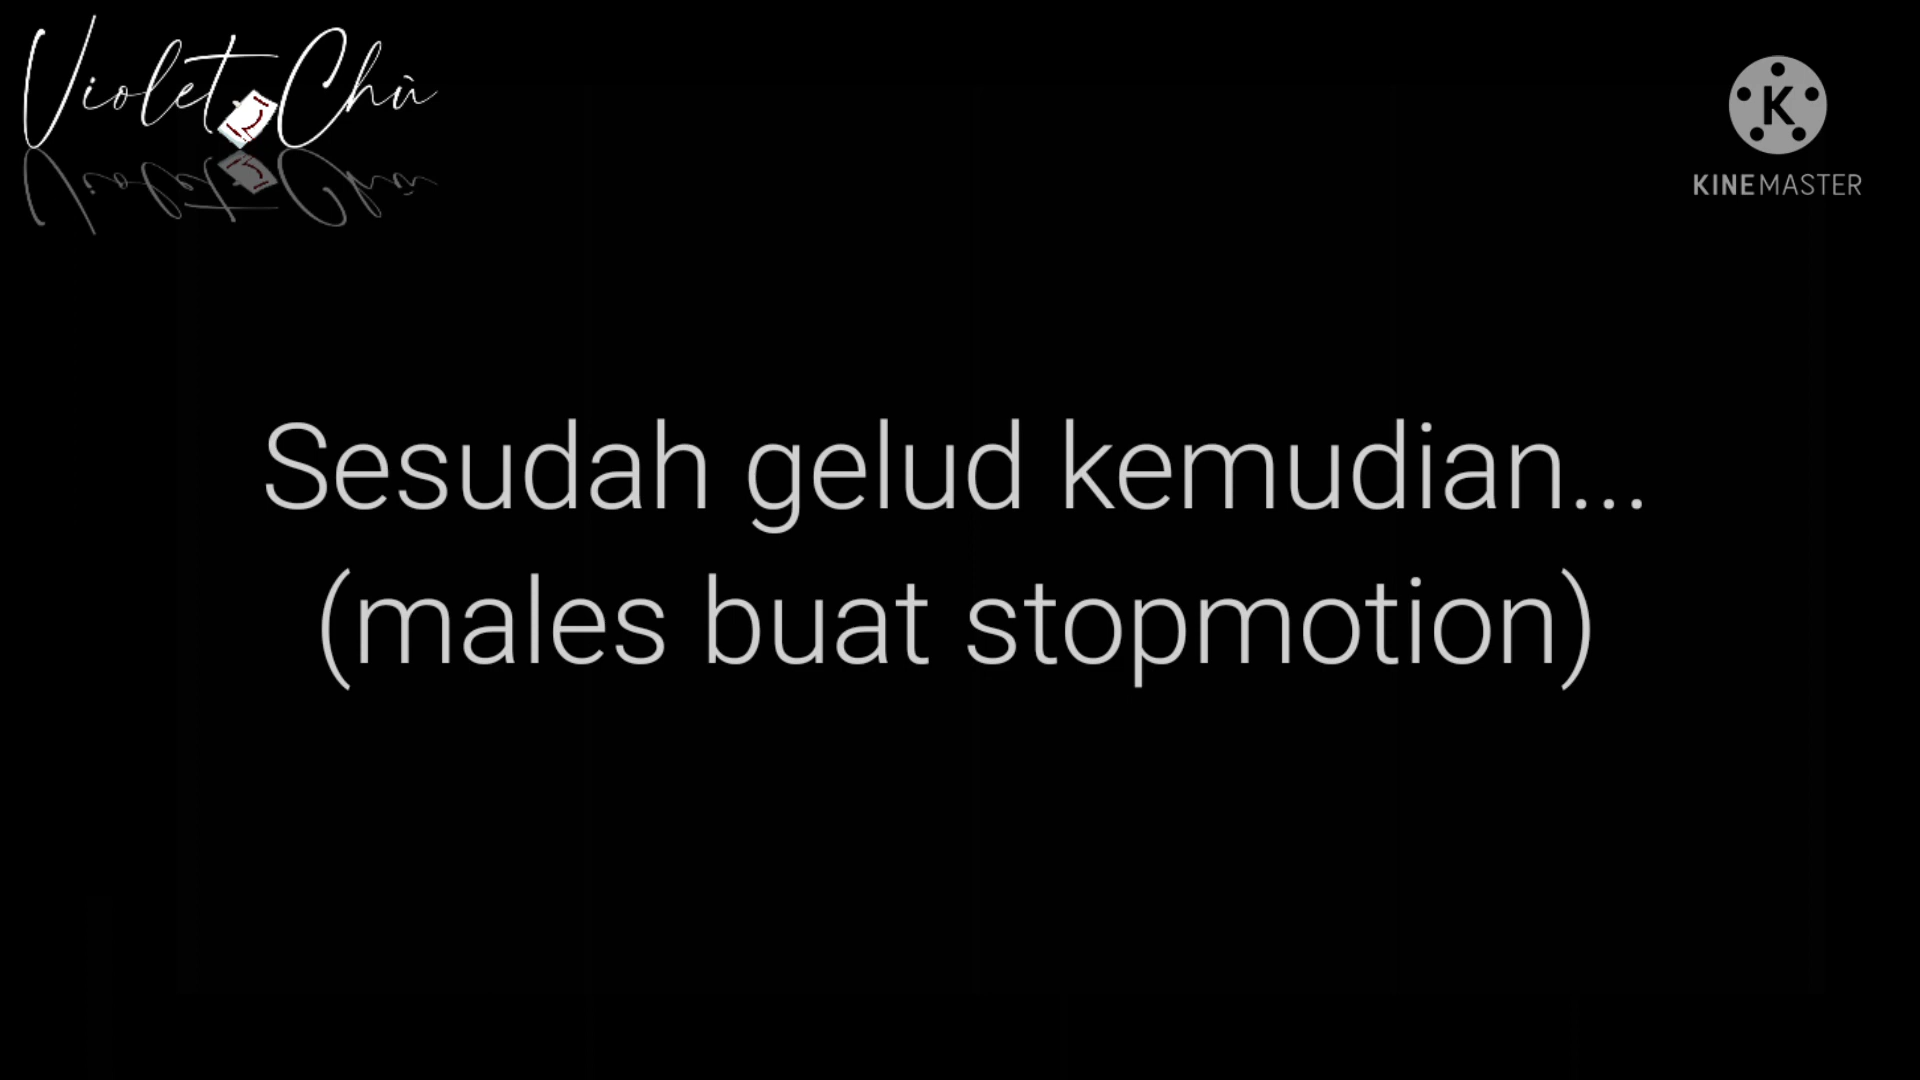 Violet Chù
K
KINEMASTER
Sesudah gelud kemudian...
(males buat stopmotion)